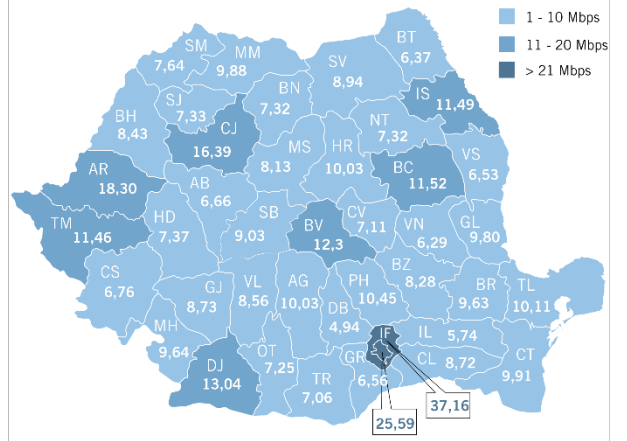 1 - 10 Mbps
11 - 20 Mbps
> 21 Mbps
SM
7,64
MM
9,88
SV
8,94
BT
6,37
IS
11,49
BH
8,43
SJ
7,33
CJ
16,39
BN
7,32
MS
8,13
HR
10,03
NT
7,32
BC
11,52
VS
6,53
AR
18,30
AB
6,66
TM
11,46
HD
7,37
SB
9,03
BV
12,3
CV
7,11
VN
6,29
GL
9,80
CS
6,76
GJ
8,73
VL
8,56
AG
10,03
DB
4,94
PH
10,45
BZ
8,28
BR
9,63
TL
10,11
MH
9,64
DJ
13,04
OT
7,25
TR
7,06
GR
6,56
IF
IL 5,74
CL 8,72
CT
9,91
37,16
25,59